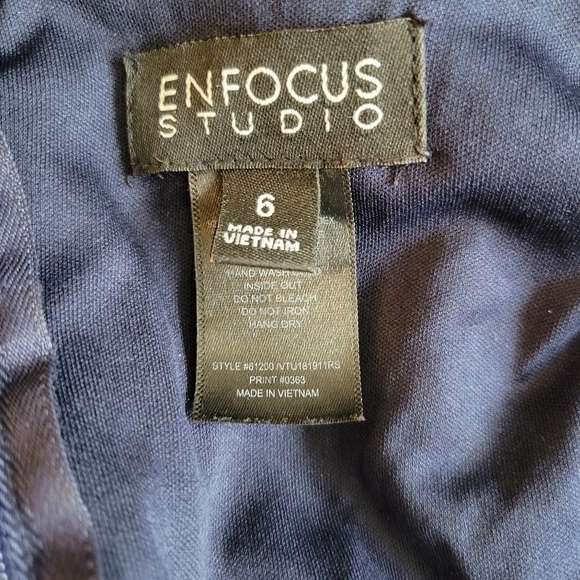 ENFOCUS
STUDIO
6
MADE IN
VIETNAM
HAND WASH
INSIDE OUT
DO NOT BLEACH
DO NOT IRON
HANG DRY
STYLE #61200 /VTU181911RS
PRINT #0363
MADE IN VIETNAM